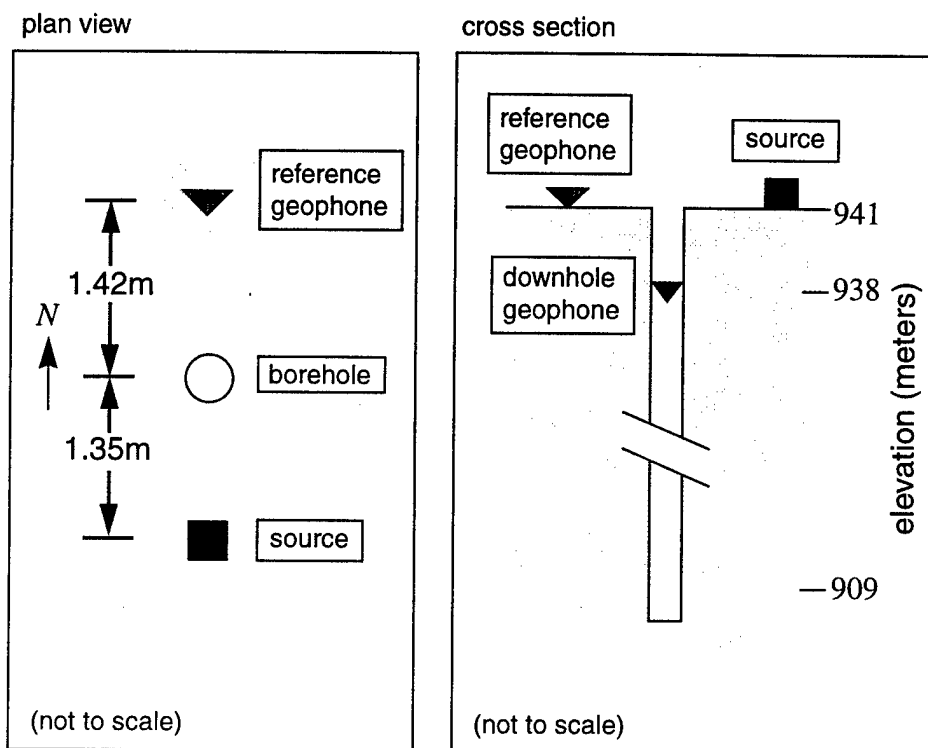 plan view
reference
geophone
1.42m
N
borehole
1.35m
source
(not to scale)
cross section
reference
geophone
source
941
downhole
geophone
938
elevation (meters)
909
(not to scale)